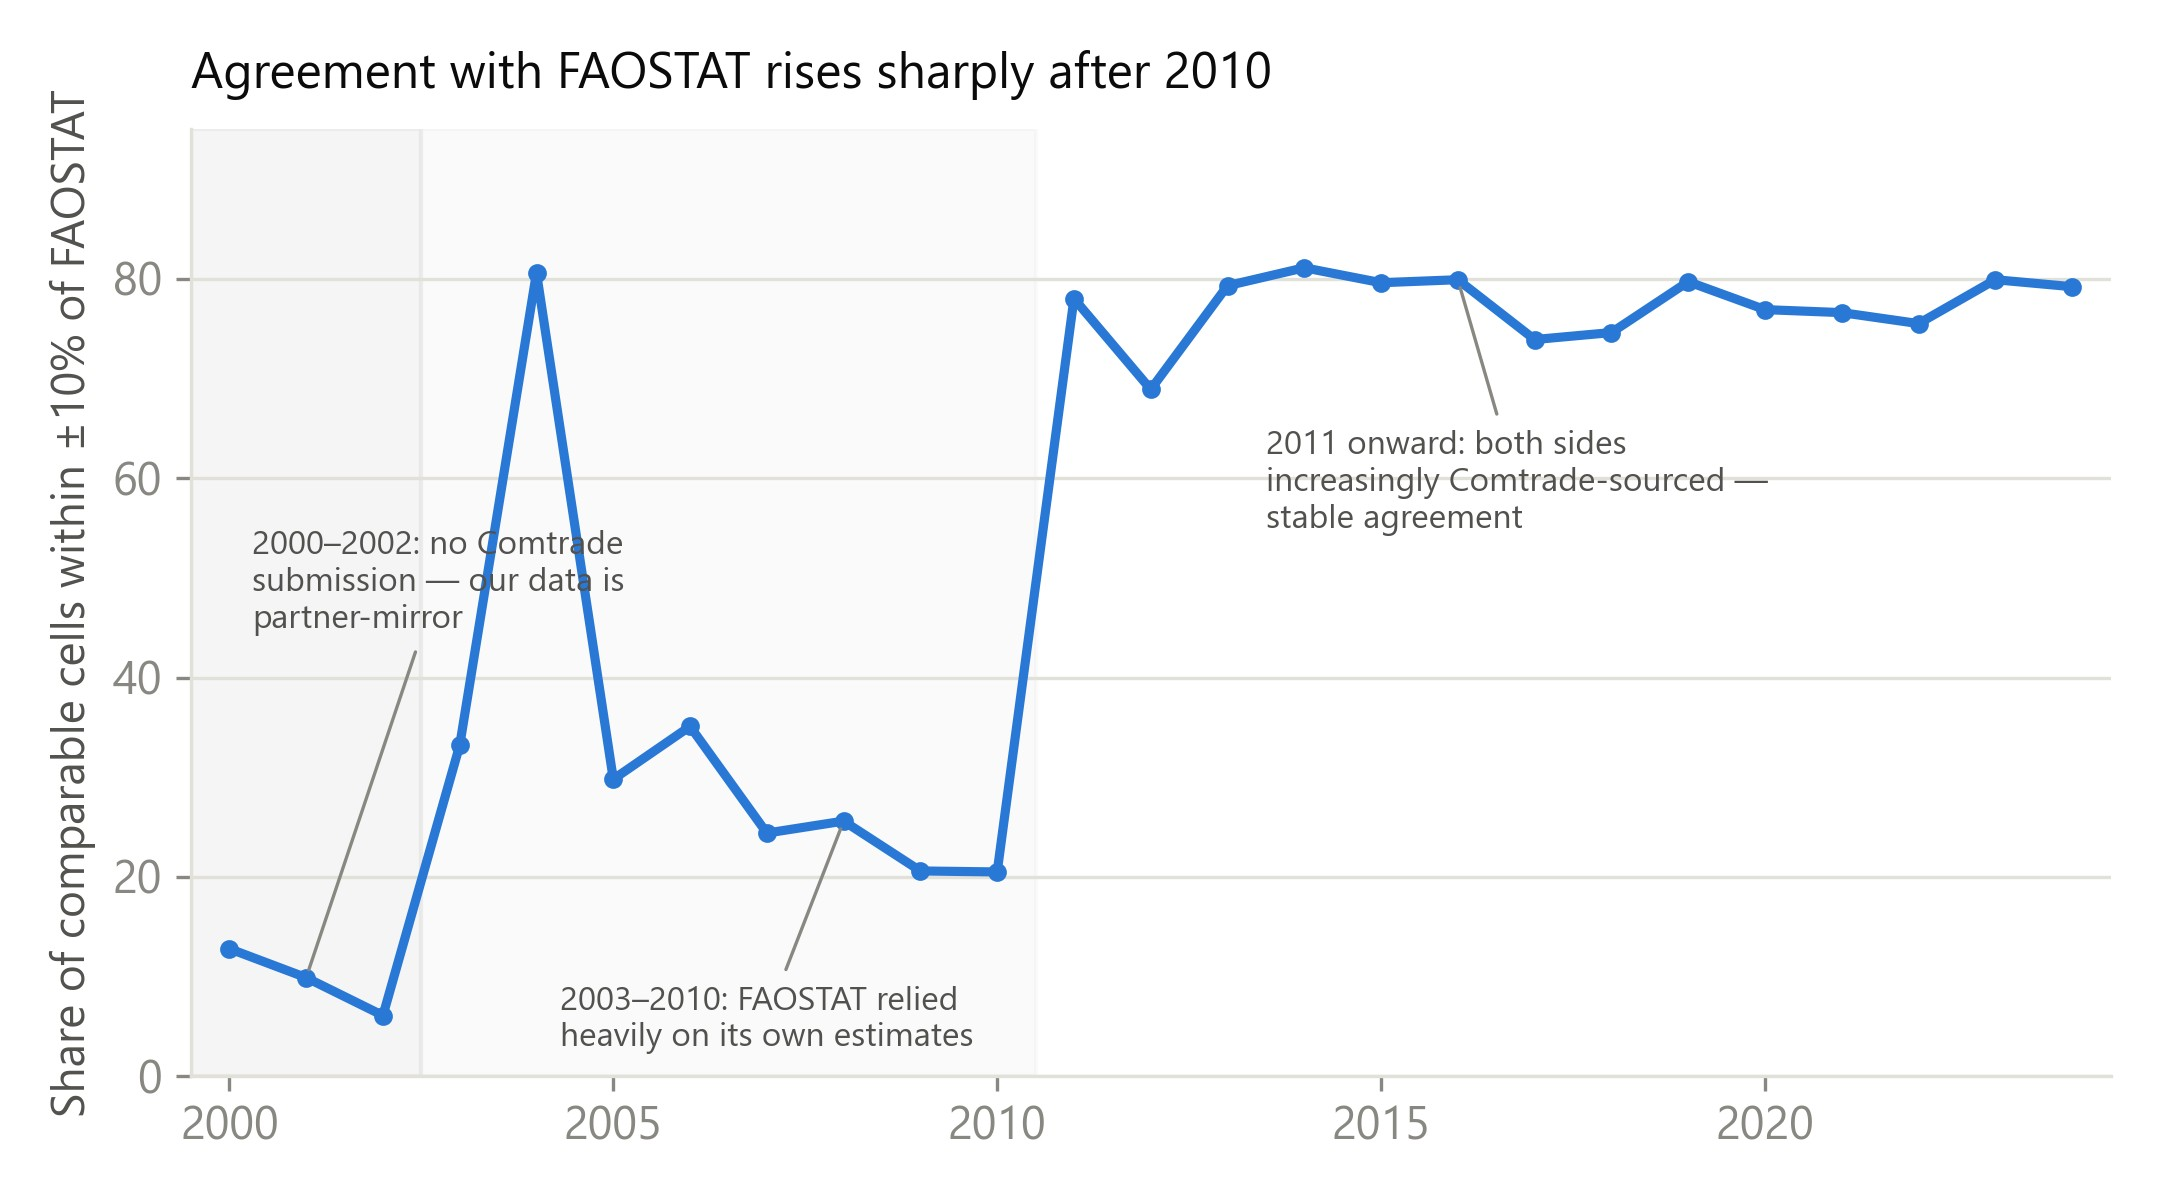 Agreement with FAOSTAT rises sharply after 2010
Share of comparable cells within ±10% of FAOSTAT
80
60
40
20
0
2000–2002: no Comtrade
submission — our data is
partner-mirror
2003–2010: FAOSTAT relied
heavily on its own estimates
2011 onward: both sides
increasingly Comtrade-sourced —
stable agreement
2000
2005
2010
2015
2020